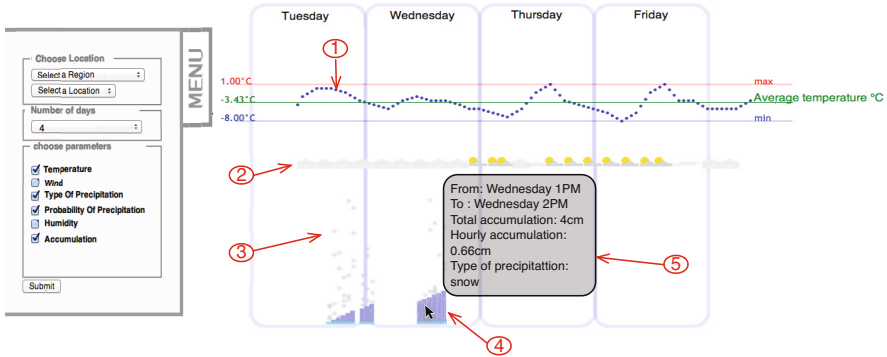 Tuesday
Wednesday
Thursday
Friday
1
Choose Location
Select a Region
Select a Location
MENU
1.00°C
max
-3.43°C
Average temperature °C
-8.00°C
min
Number of days
4
choose parameters
Temperature
Wind
Type Of Precipitation
Probability Of Precipitation
Humidity
Accumulation
Submit
2
3
From: Wednesday 1PM
To : Wednesday 2PM
Total accumulation: 4cm
Hourly accumulation:
0.66cm
Type of precipitattion:
snow
5
4